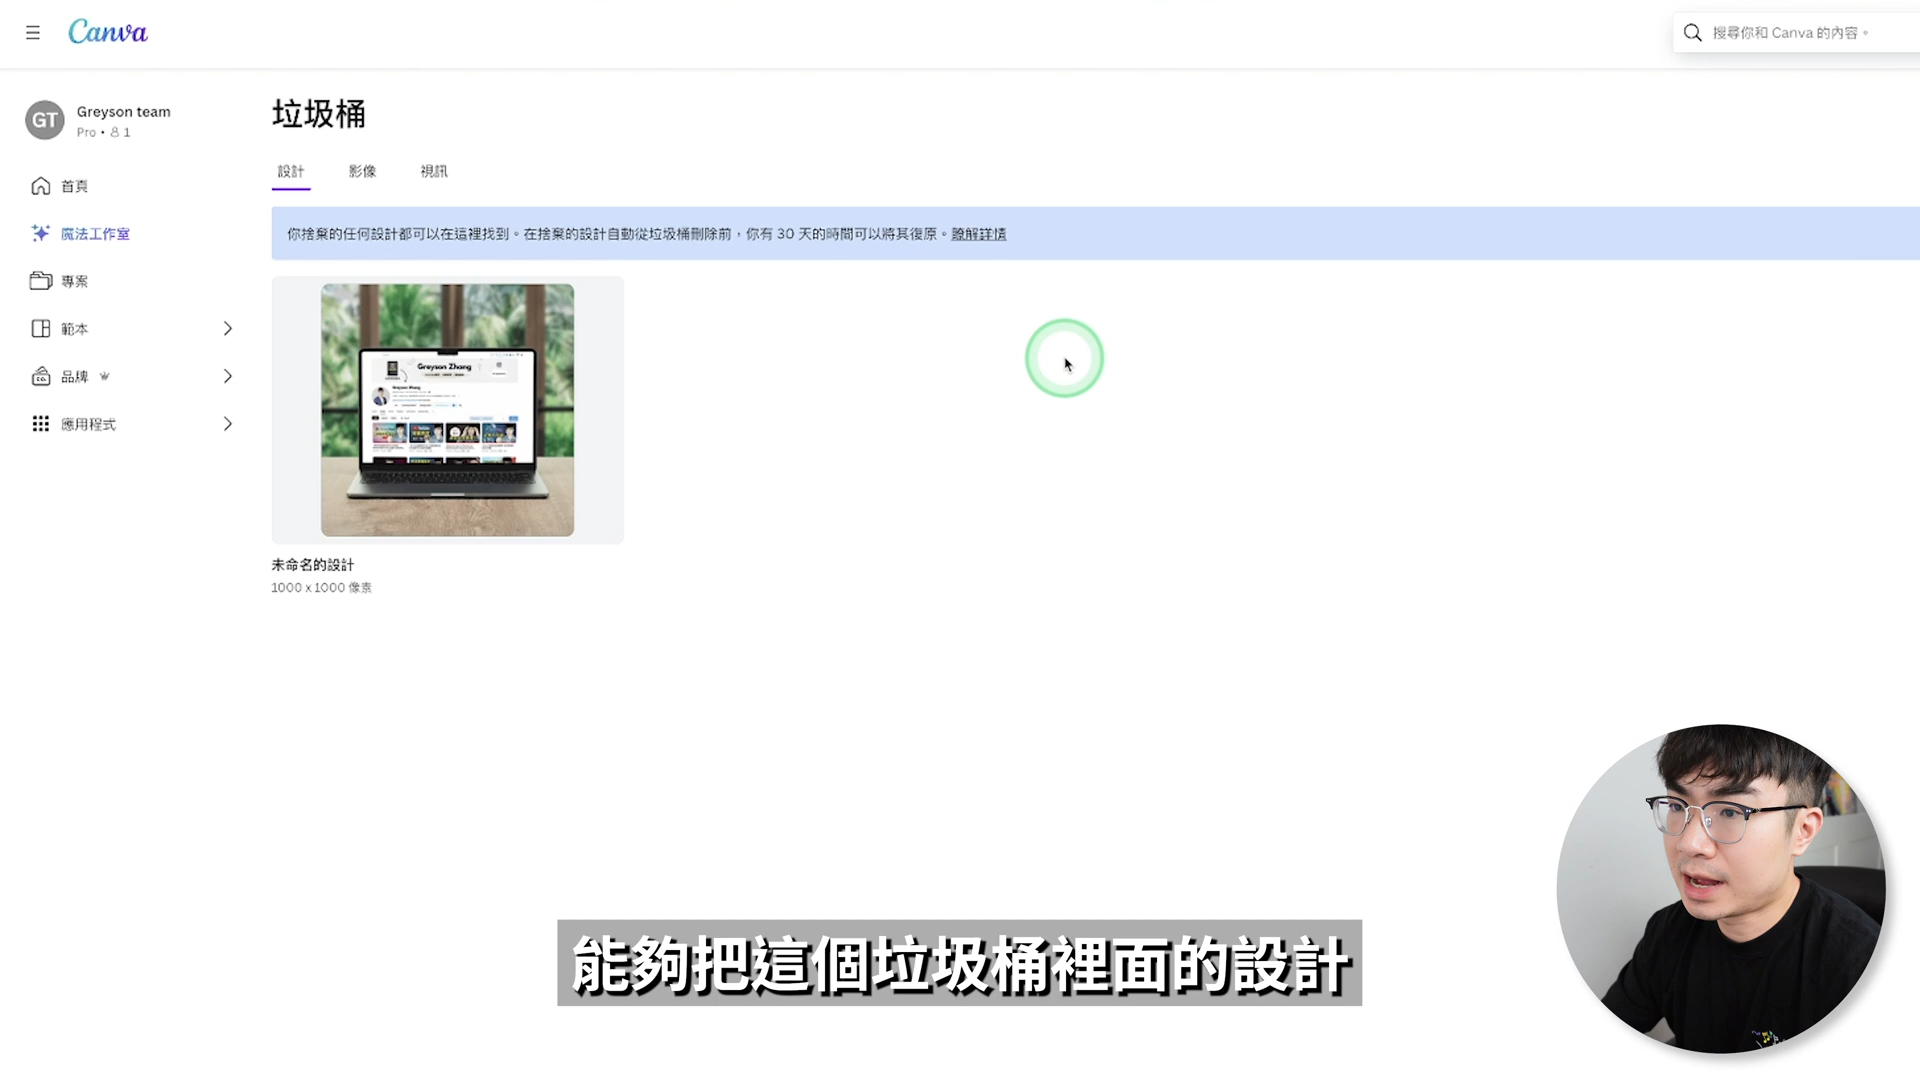 Canva
搜尋你和 Canva 的內容。
GT
Greyson team
Pro • 1
垃圾桶
設計
影像
視訊
首頁
魔法工作室
專案
範本
品牌
應用程式
你捨棄的任何設計都可以在這裡找到。在捨棄的設計自動從垃圾桶刪除前，你有 30 天的時間可以將其復原。瞭解詳情
Greyson Zhang
未命名的設計
1000 x 1000 像素
能夠把這個垃圾桶裡面的設計